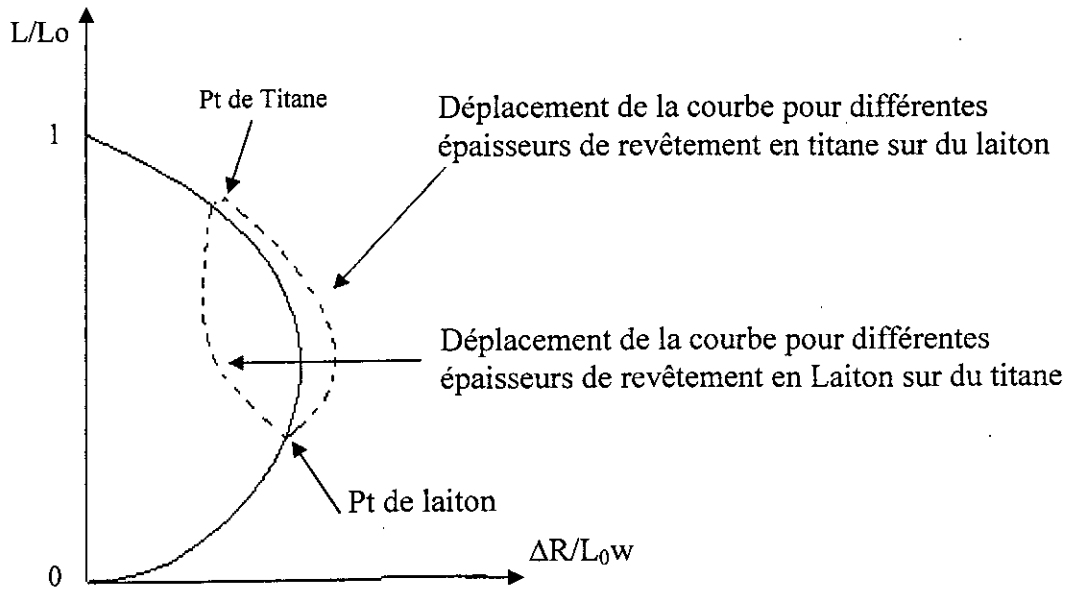 L/Lo
Pt de Titane
Déplacement de la courbe pour différentes
épaisseurs de revêtement en titane sur du laiton
1
Déplacement de la courbe pour différentes
épaisseurs de revêtement en Laiton sur du titane
Pt de laiton
ΔR/L₀w
0